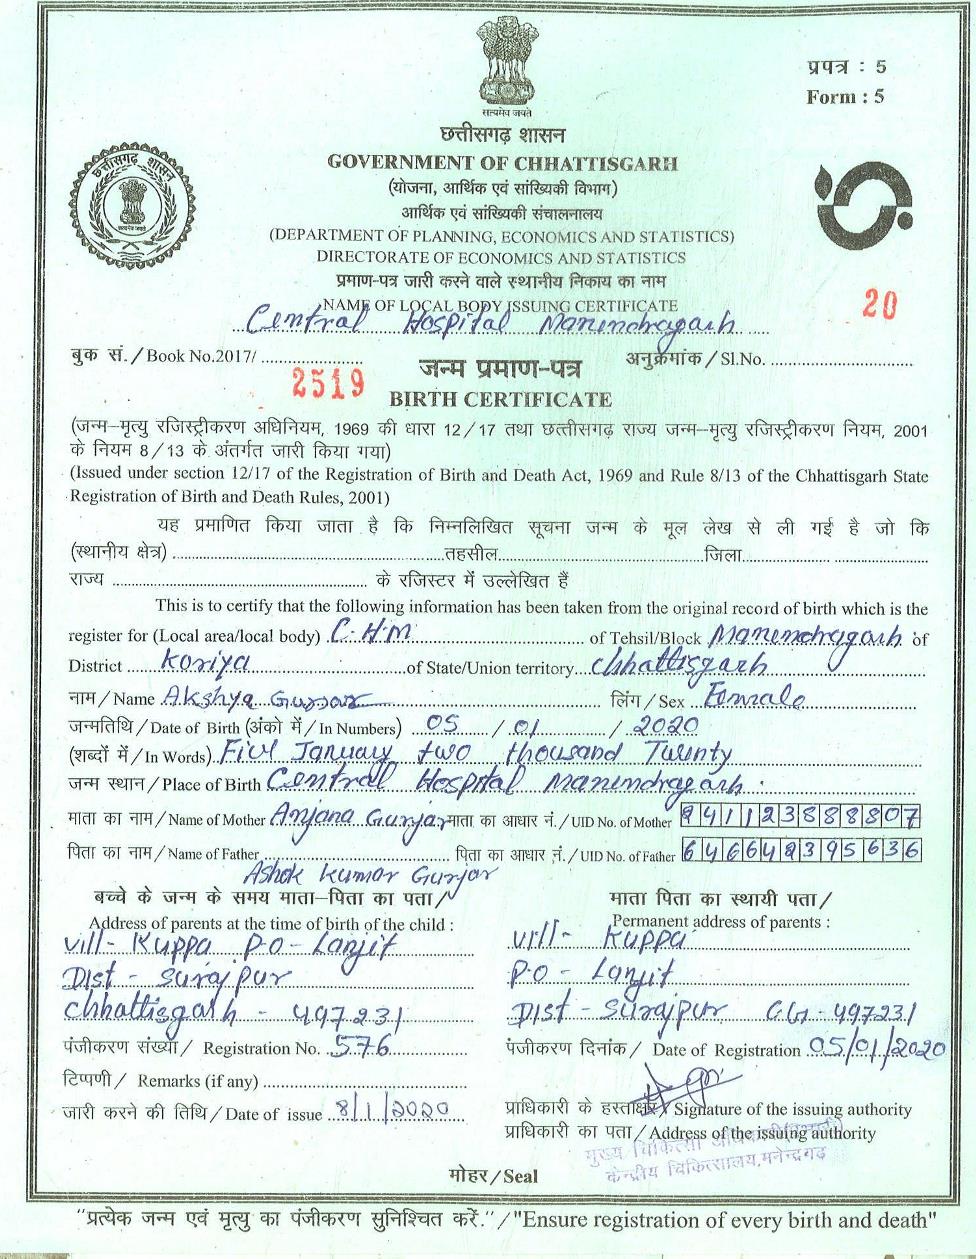 प्रपत्र : 5
Form : 5
सत्यमेव जयते
छत्तीसगढ़ शासन
GOVERNMENT OF CHHATTISGARH
(योजना, आर्थिक एवं सांख्यिकी विभाग)
आर्थिक एवं सांख्यिकी संचालनालय
(DEPARTMENT OF PLANNING, ECONOMICS AND STATISTICS)
DIRECTORATE OF ECONOMICS AND STATISTICS
प्रमाण-पत्र जारी करने वाले स्थानीय निकाय का नाम
NAME OF LOCAL BODY ISSUING CERTIFICATE
Central Hospital Manendragarh
20
बुक सं. / Book No.2017/ 2519
अनुक्रमांक / Sl.No.
जन्म प्रमाण-पत्र
BIRTH CERTIFICATE
(जन्म–मृत्यु रजिस्ट्रीकरण अधिनियम, 1969 की धारा 12/17 तथा छत्तीसगढ़ राज्य जन्म–मृत्यु रजिस्ट्रीकरण नियम, 2001
के नियम 8/13 के अंतर्गत जारी किया गया)
(Issued under section 12/17 of the Registration of Birth and Death Act, 1969 and Rule 8/13 of the Chhattisgarh State
Registration of Birth and Death Rules, 2001)
यह प्रमाणित किया जाता है कि निम्नलिखित सूचना जन्म के मूल लेख से ली गई है जो कि
(स्थानीय क्षेत्र) तहसील जिला
राज्य के रजिस्टर में उल्लेखित हैं
This is to certify that the following information has been taken from the original record of birth which is the
register for (Local area/local body) C.H.M of Tehsil/Block Manendragarh of
District Koriya of State/Union territory Chhattisgarh
नाम / Name Akshya Gurjar लिंग / Sex Female
जन्मतिथि / Date of Birth (अंको में / In Numbers) 05 / 01 / 2020
(शब्दों में / In Words) Five January two thousand Twenty
जन्म स्थान / Place of Birth Central Hospital Manendragarh
माता का नाम / Name of Mother Anjana Gurjar माता का आधार नं. / UID No. of Mother 941123888807
पिता का नाम / Name of Father पिता का आधार नं. / UID No. of Father 646642395636
Ashok Kumar Gurjar
बच्चे के जन्म के समय माता–पिता का पता /
Address of parents at the time of birth of the child :
vill- Kuppa P.O - Lanjit
Dist - Surajpur
Chhattisgarh - 497231
माता पिता का स्थायी पता /
Permanent address of parents :
vill- Kuppa
P.O - Lanjit
Dist - Surajpur CG - 497231
पंजीकरण संख्या / Registration No. 576
पंजीकरण दिनांक / Date of Registration 05/01/2020
टिप्पणी / Remarks (if any)
जारी करने की तिथि / Date of issue 8/1/2020
प्राधिकारी के हस्ताक्षर / Signature of the issuing authority
प्राधिकारी का पता / Address of the issuing authority
मुख्य चिकित्सा
केन्द्रीय चिकित्सालय, मनेन्द्रगढ़
मोहर / Seal
"प्रत्येक जन्म एवं मृत्यु का पंजीकरण सुनिश्चित करें." / "Ensure registration of every birth and death"